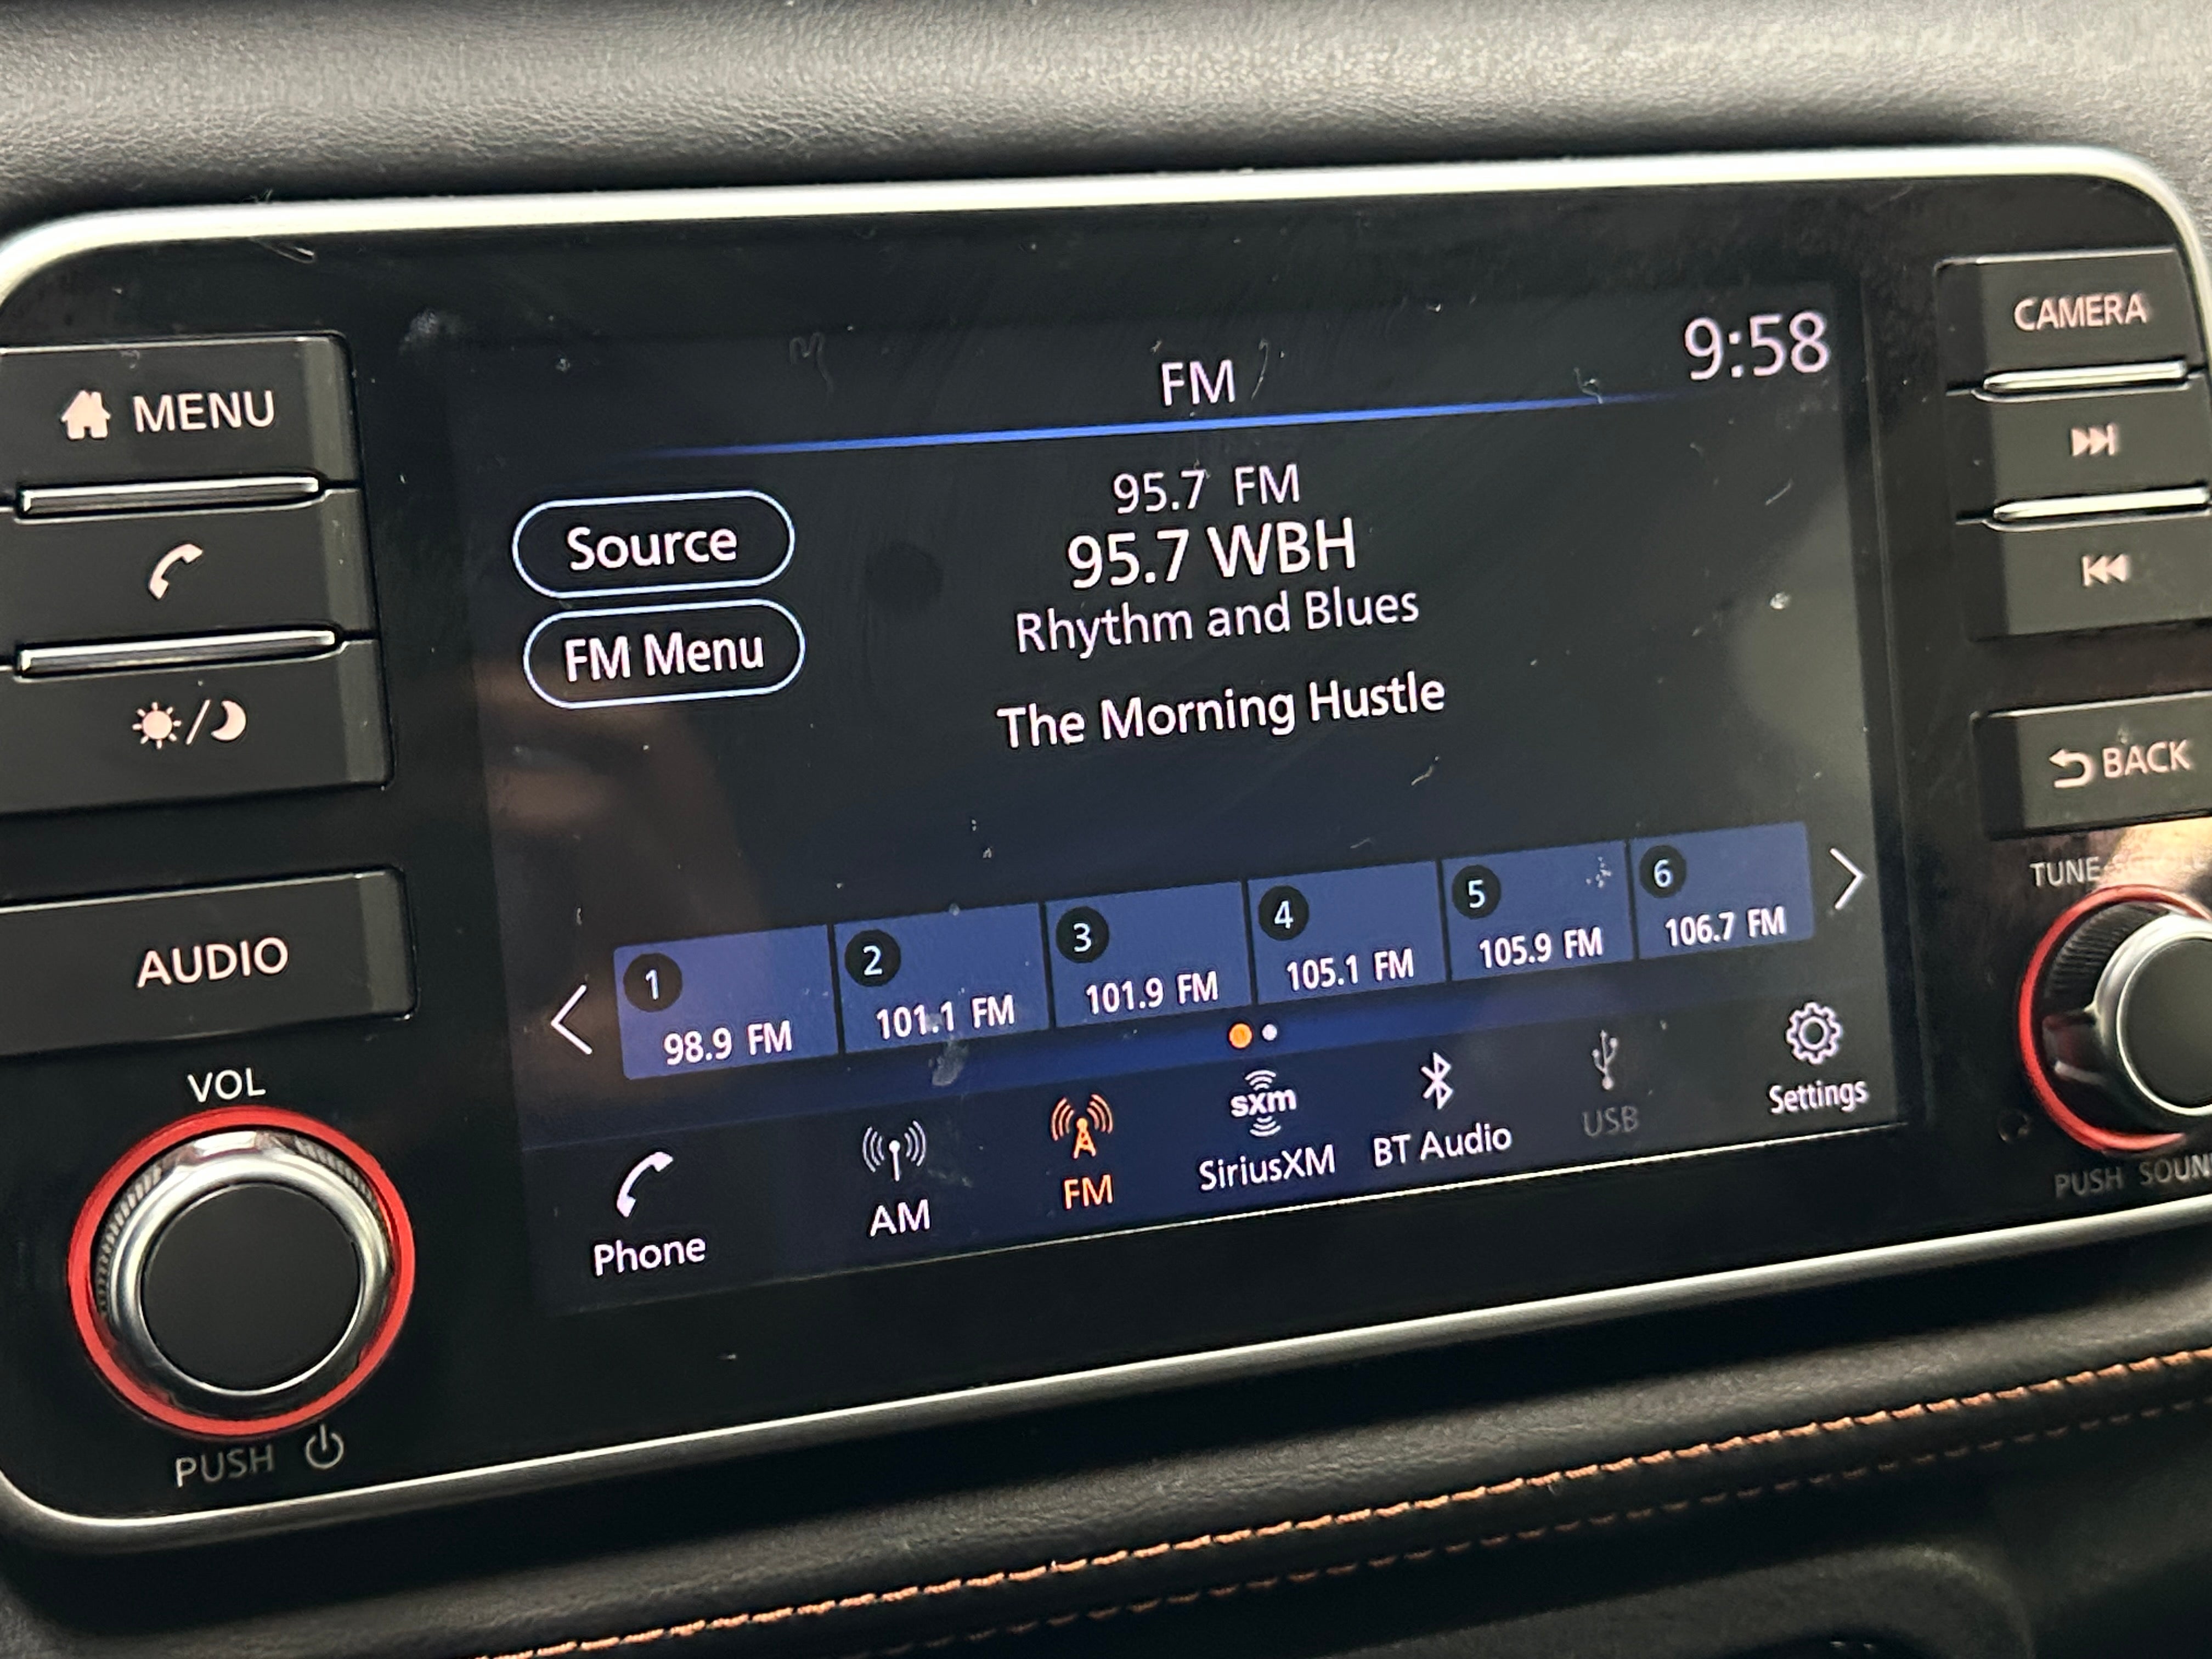 FM
9:58
CAMERA
MENU
95.7 FM
Source
95.7 WBH
Rhythm and Blues
FM Menu
The Morning Hustle
BACK
TUNE
AUDIO
1
98.9 FM
2
101.1 FM
3
101.9 FM
4
105.1 FM
5
105.9 FM
6
106.7 FM
VOL
Phone
AM
FM
sxm
SiriusXM
BT Audio
USB
Settings
PUSH SOUN
PUSH